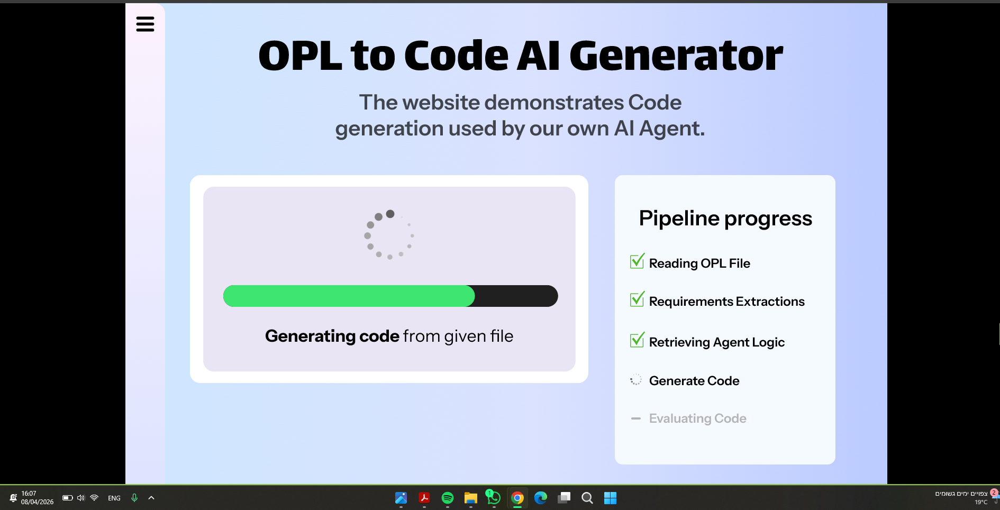 OPL to Code AI Generator
The website demonstrates Code
generation used by our own AI Agent.
Generating code from given file
Pipeline progress
Reading OPL File
Requirements Extractions
Retrieving Agent Logic
Generate Code
Evaluating Code
16:07
08/04/2026
ENG
1
צפויים ימים גשומים
2
19°C